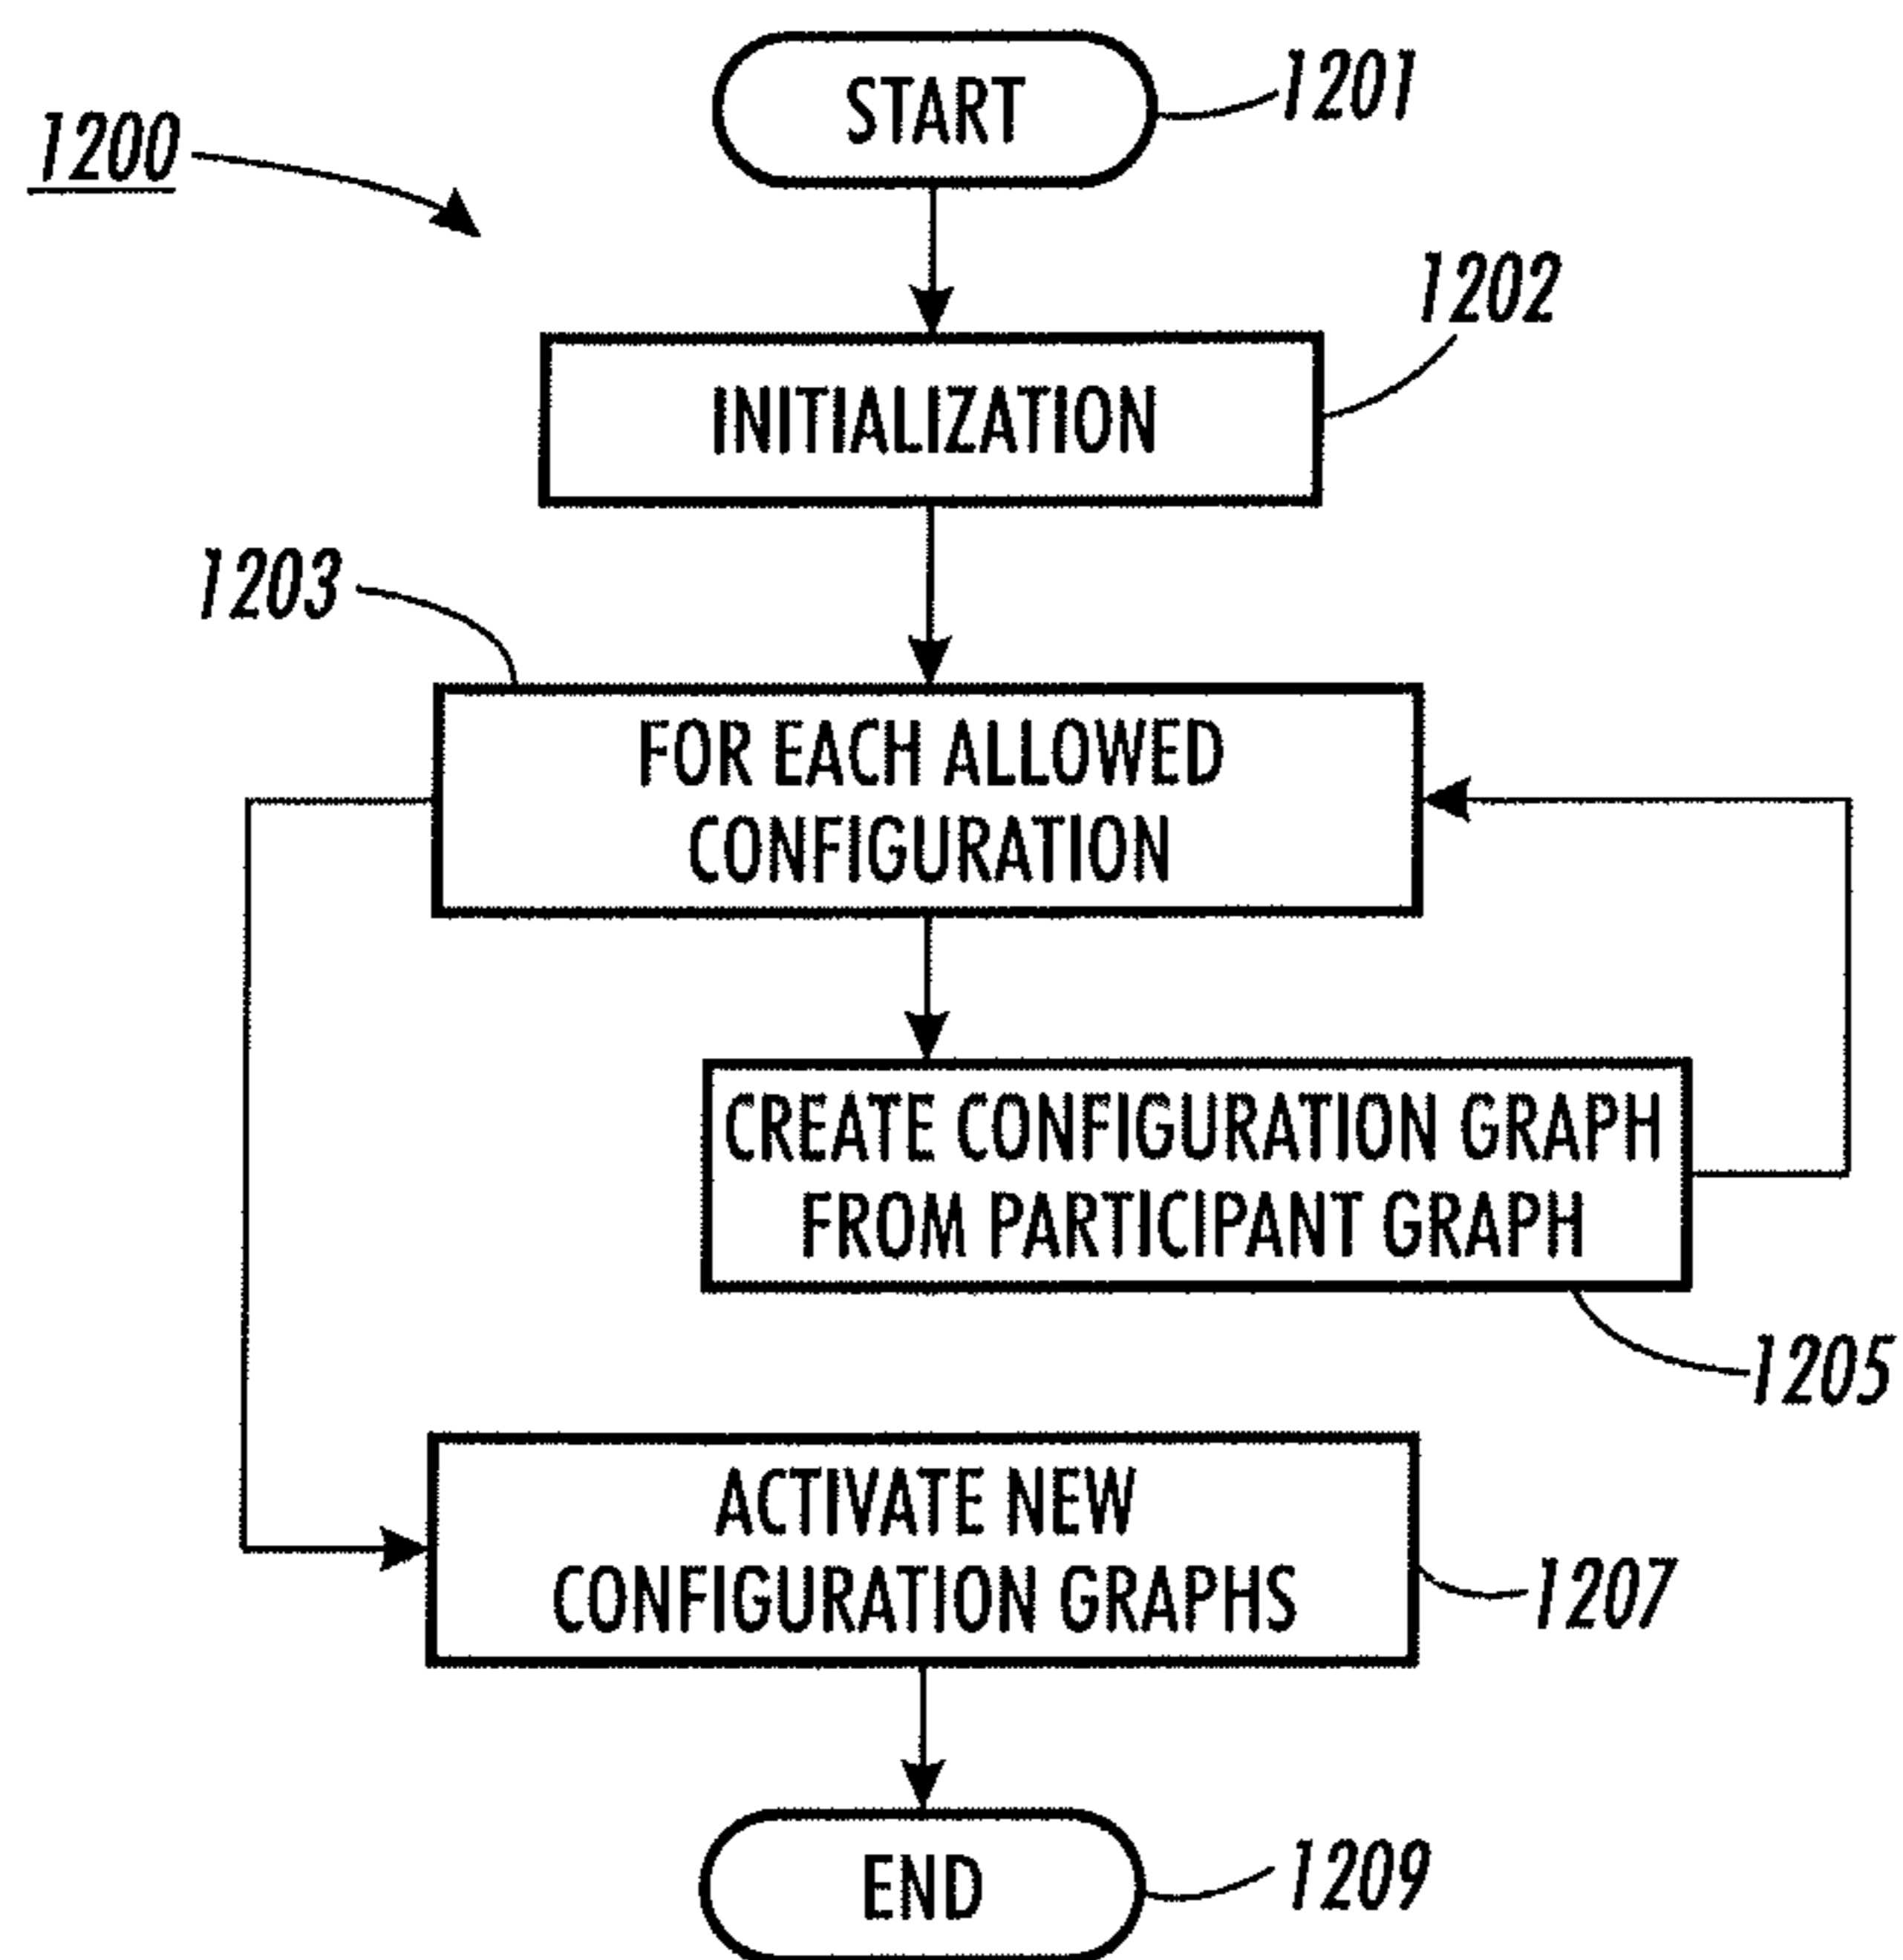 START
1201
1200
1202
INITIALIZATION
1203
FOR EACH ALLOWED
CONFIGURATION
CREATE CONFIGURATION GRAPH
FROM PARTICIPANT GRAPH
1205
ACTIVATE NEW
CONFIGURATION GRAPHS
1207
END
1209